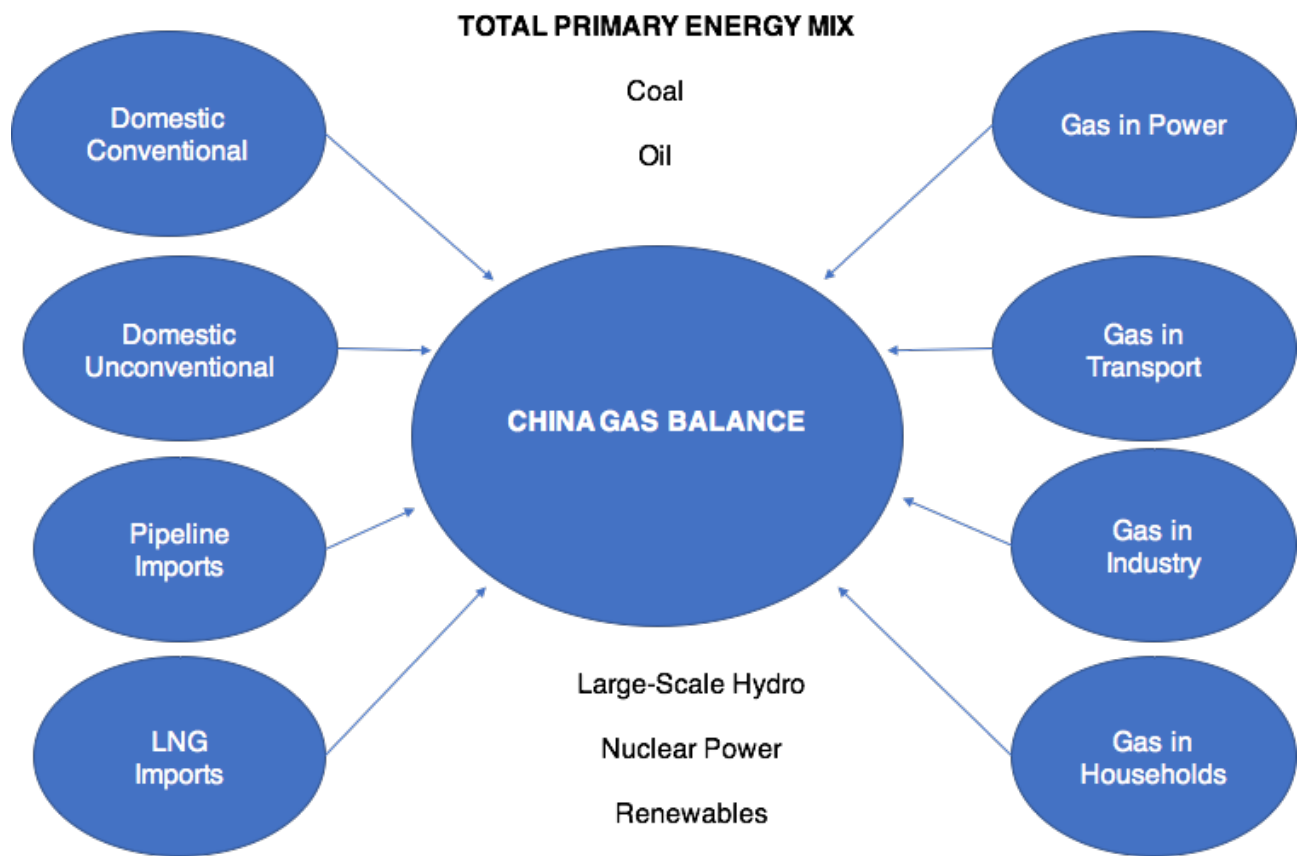 TOTAL PRIMARY ENERGY MIX
Coal
Oil
Domestic
Conventional
Domestic
Unconventional
Pipeline
Imports
LNG
Imports
CHINA GAS BALANCE
Gas in Power
Gas in
Transport
Gas in
Industry
Gas in
Households
Large-Scale Hydro
Nuclear Power
Renewables